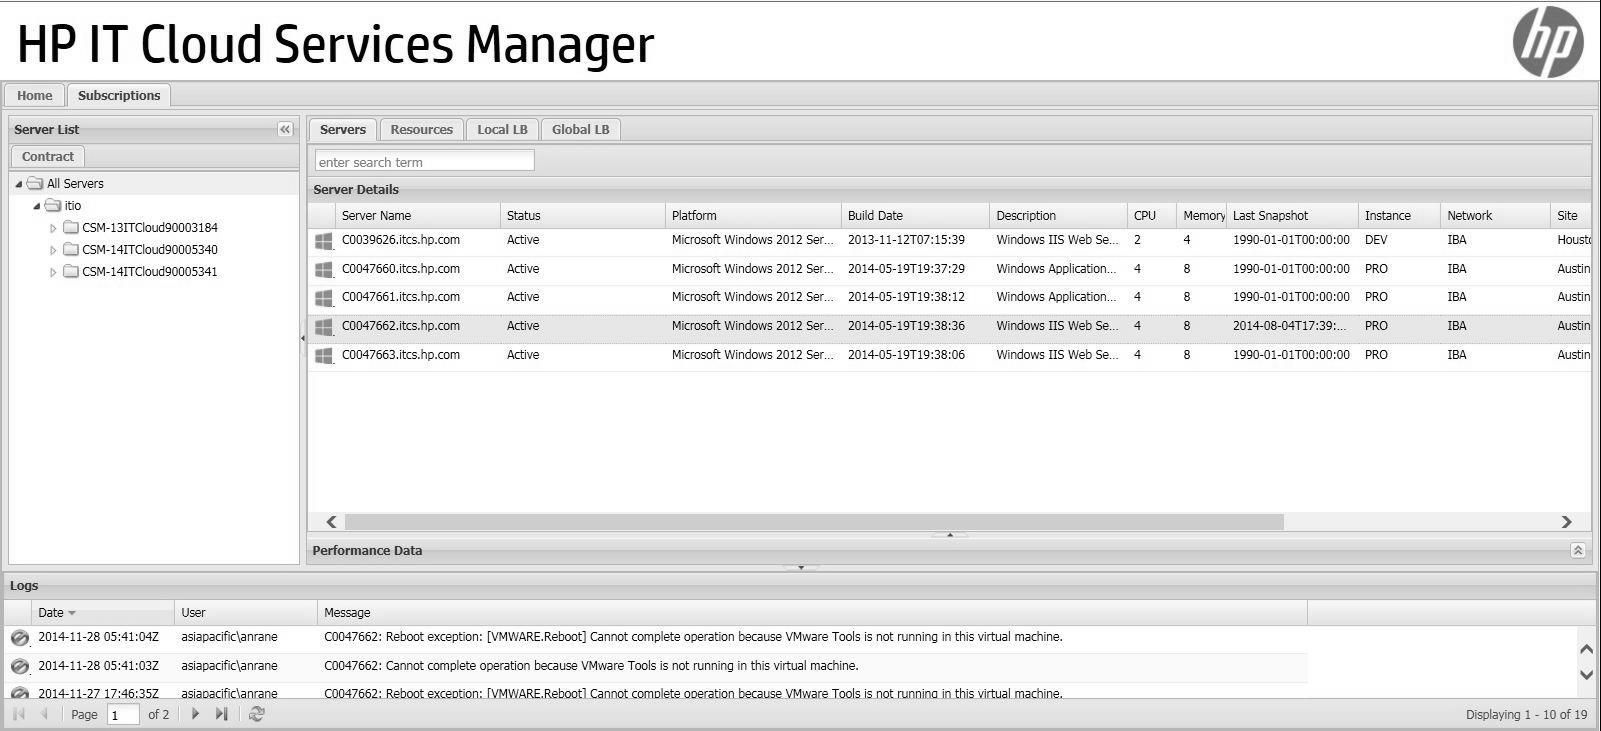 HP IT Cloud Services Manager
hp
Home Subscriptions
Server List
Contract
All Servers
itio
CSM-13ITCloud90003184
CSM-14ITCloud90005340
CSM-14ITCloud90005341
Servers Resources Local LB Global LB
enter search term
Server Details
Server Name Status Platform Build Date Description CPU Memory Last Snapshot Instance Network Site
C0039626.itcs.hp.com Active Microsoft Windows 2012 Ser... 2013-11-12T07:15:39 Windows IIS Web Se... 2 4 1990-01-01T00:00:00 DEV IBA Housto
C0047660.itcs.hp.com Active Microsoft Windows 2012 Ser... 2014-05-19T19:37:29 Windows Application... 4 8 1990-01-01T00:00:00 PRO IBA Austin
C0047661.itcs.hp.com Active Microsoft Windows 2012 Ser... 2014-05-19T19:38:12 Windows Application... 4 8 1990-01-01T00:00:00 PRO IBA Austin
C0047662.itcs.hp.com Active Microsoft Windows 2012 Ser... 2014-05-19T19:38:36 Windows IIS Web Se... 4 8 2014-08-04T17:39:... PRO IBA Austin
C0047663.itcs.hp.com Active Microsoft Windows 2012 Ser... 2014-05-19T19:38:06 Windows IIS Web Se... 4 8 1990-01-01T00:00:00 PRO IBA Austin
Performance Data
Logs
Date User Message
2014-11-28 05:41:04Z asiapacific\anrane C0047662: Reboot exception: [VMWARE.Reboot] Cannot complete operation because VMware Tools is not running in this virtual machine.
2014-11-28 05:41:03Z asiapacific\anrane C0047662: Cannot complete operation because VMware Tools is not running in this virtual machine.
2014-11-27 17:46:35Z asiapacific\anrane C0047662: Reboot exception: [VMWARE.Reboot] Cannot complete operation because VMware Tools is not running in this virtual machine.
Page 1 of 2 Displaying 1 - 10 of 19